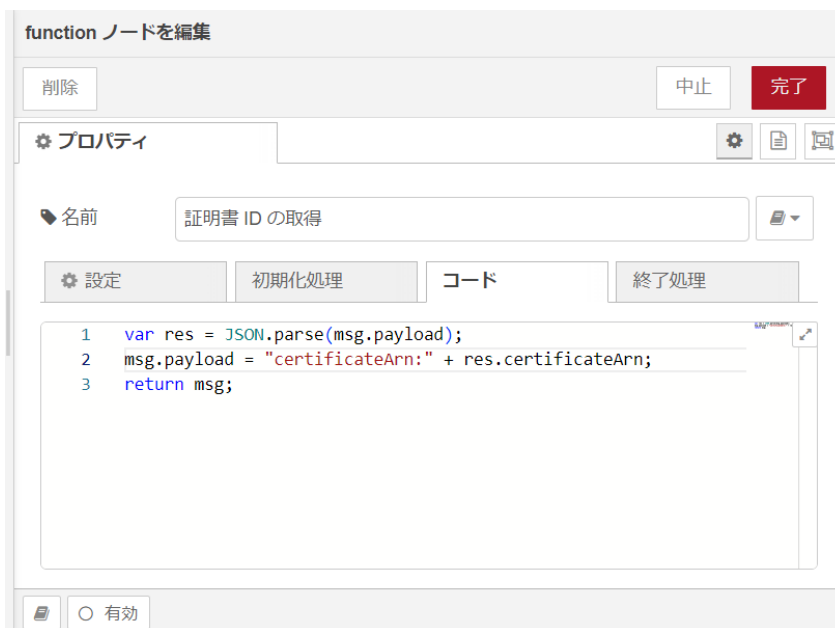 function ノードを編集
削除
中止
完了
プロパティ
名前
証明書 ID の取得
設定
初期化処理
コード
終了処理
1 var res = JSON.parse(msg.payload);
2 msg.payload = "certificateArn:" + res.certificateArn;
3 return msg;
有効